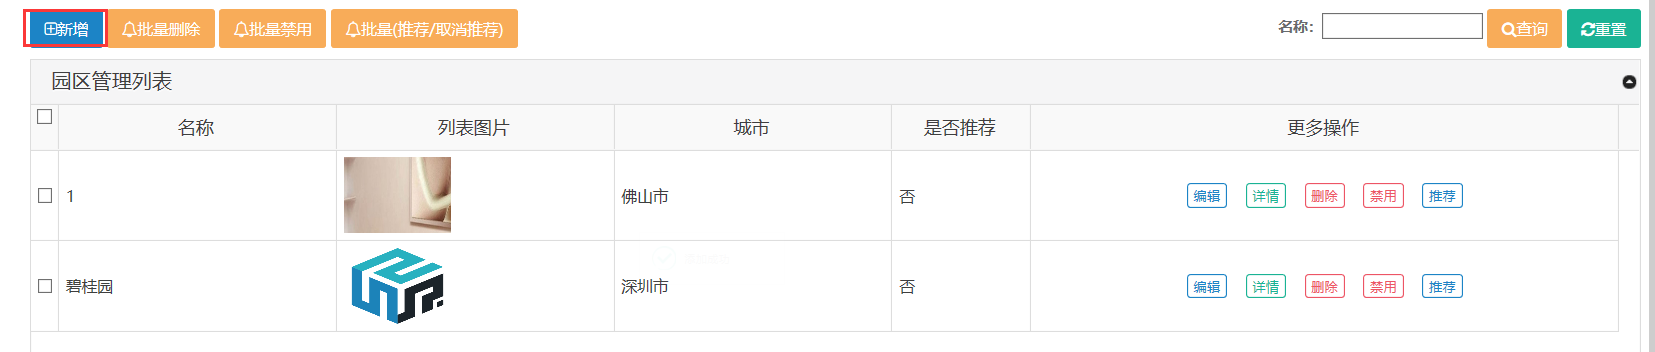 新增 批量删除 批量禁用 批量(推荐/取消推荐) 名称: 查询 重置
园区管理列表
名称 列表图片 城市 是否推荐 更多操作
1 佛山市 否 编辑 详情 删除 禁用 推荐
碧桂园 深圳市 否 编辑 详情 删除 禁用 推荐